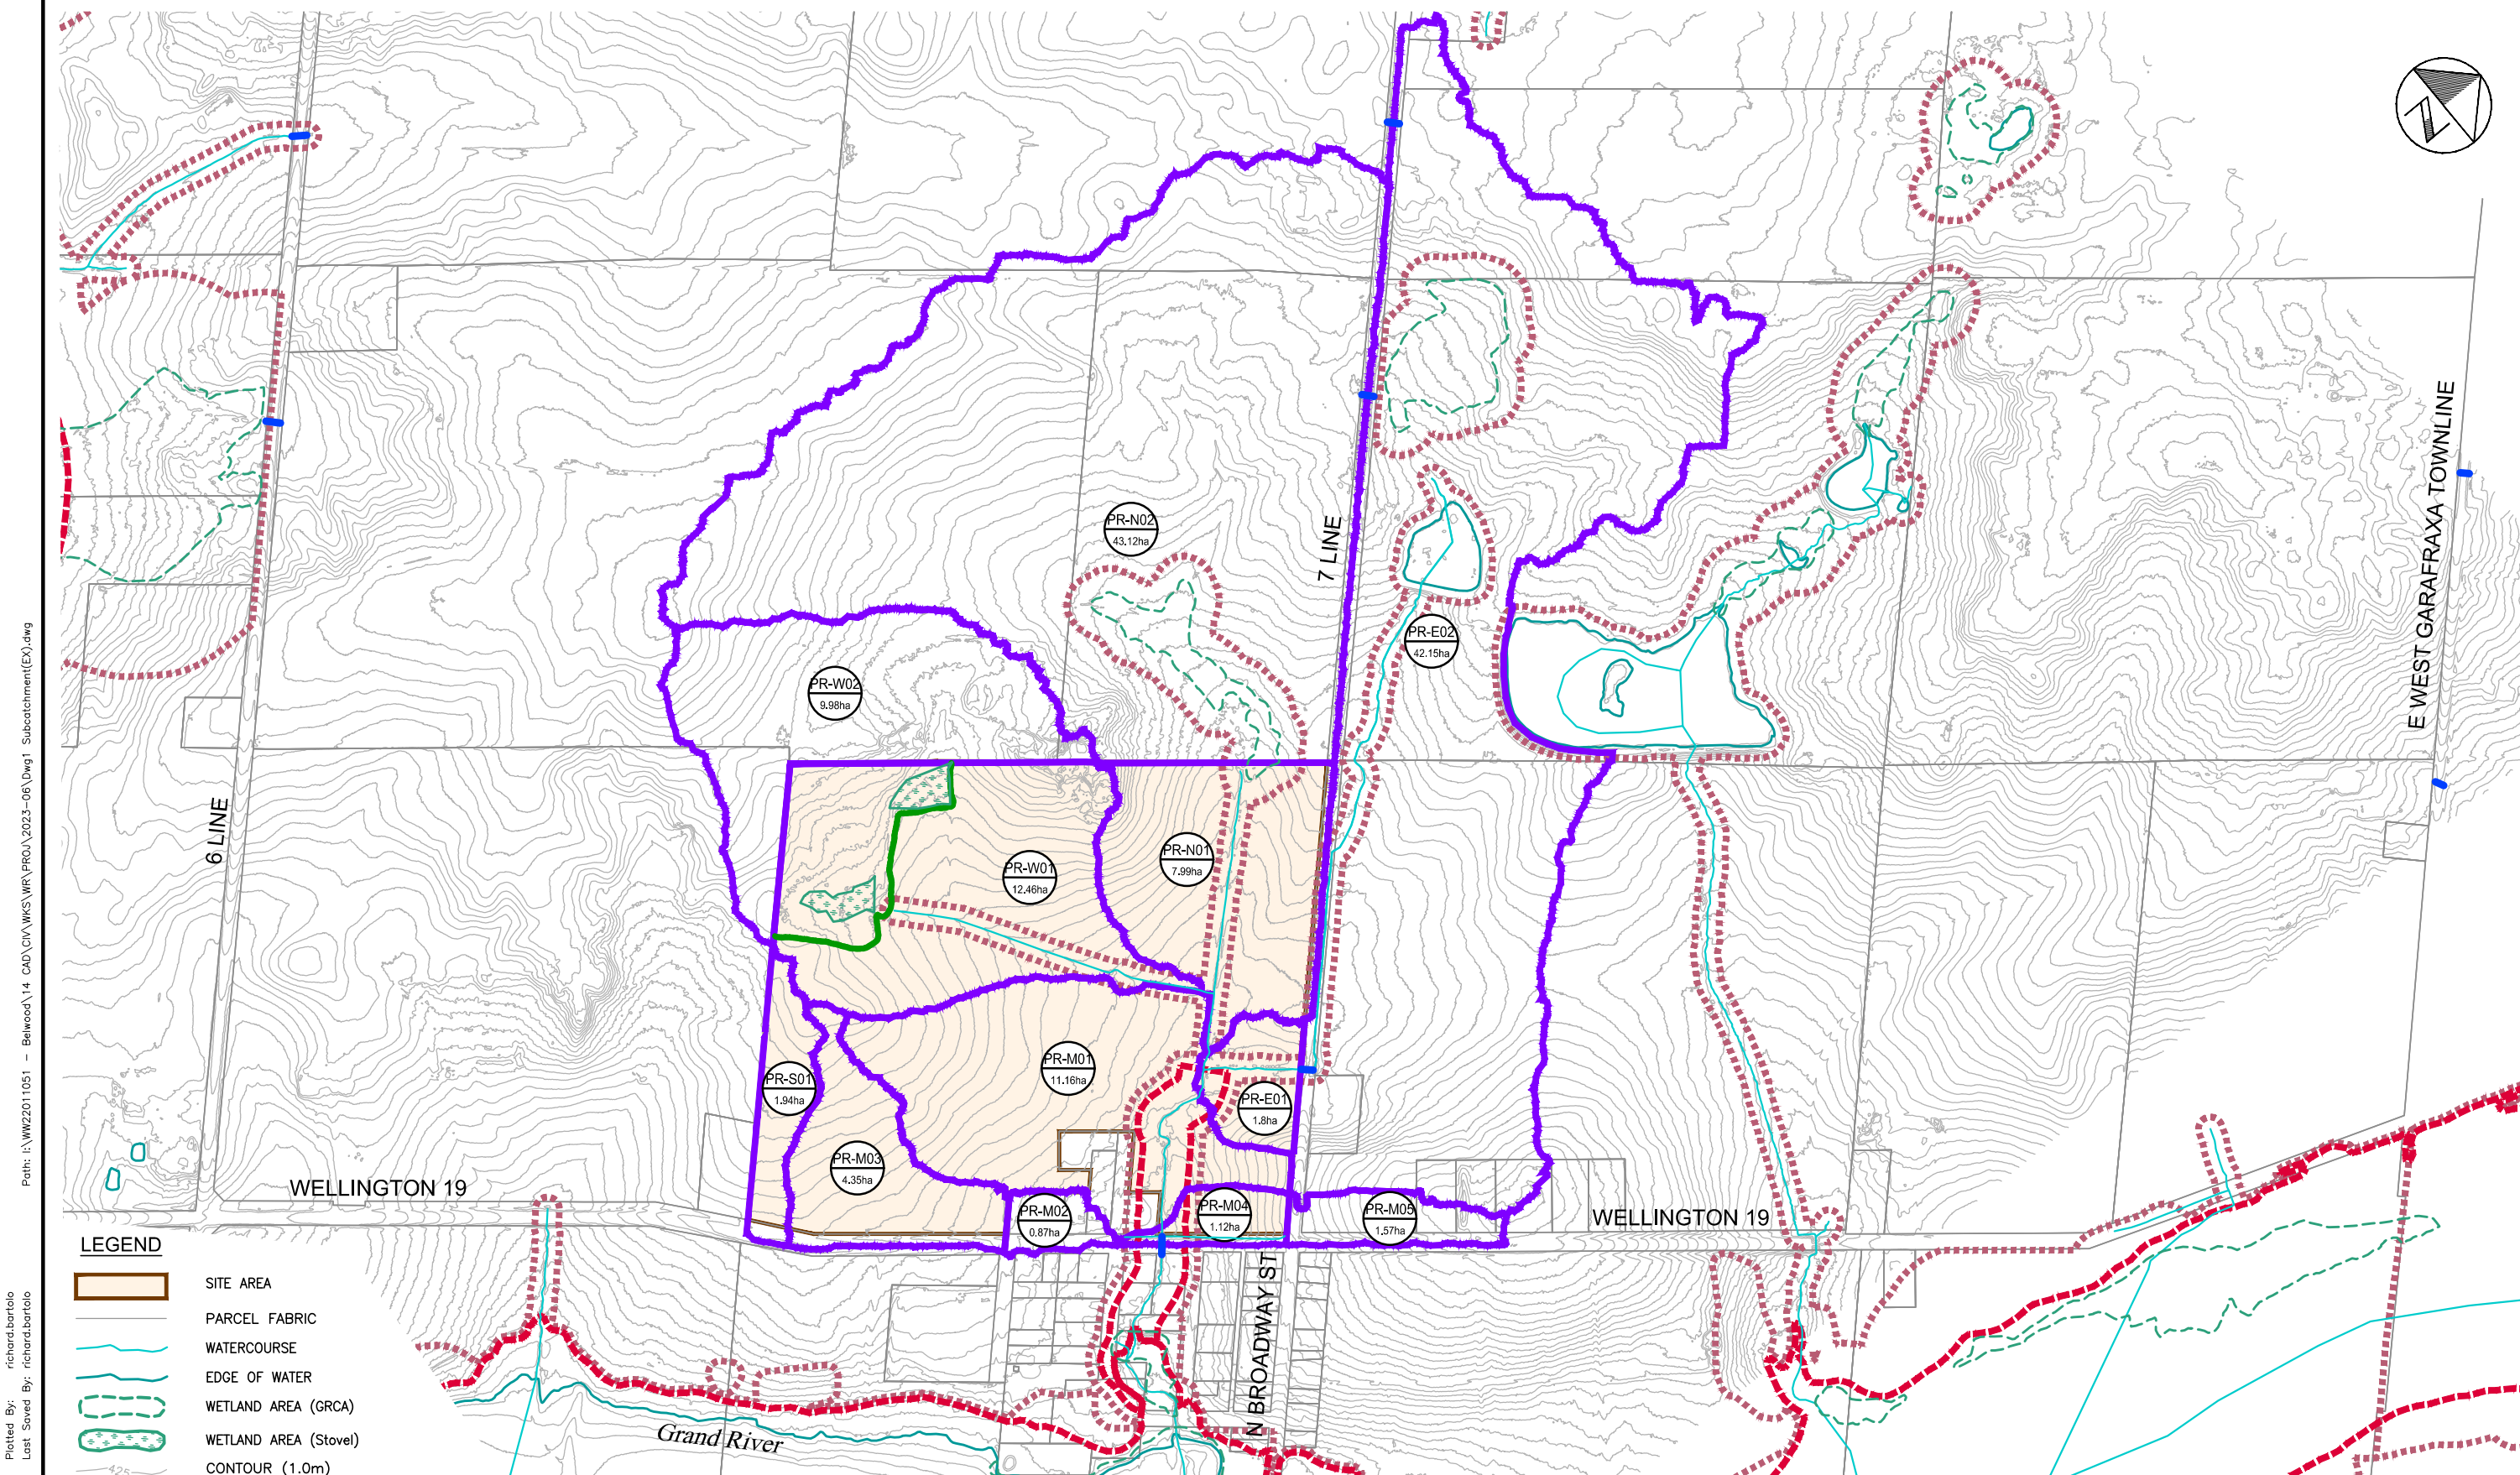 PR-N02
43.12ha
7 LINE
PR-E02
42.15ha
E WEST GARAFRAXA TOWNLINE
PR-W02
9.98ha
6 LINE
PR-W01
12.46ha
PR-N01
7.99ha
PR-M01
11.16ha
PR-S01
1.94ha
PR-E01
1.8ha
PR-M03
4.35ha
WELLINGTON 19
PR-M02
0.87ha
PR-M04
1.12ha
PR-M05
1.57ha
WELLINGTON 19
N BROADWAY ST
Grand River
LEGEND
SITE AREA
PARCEL FABRIC
WATERCOURSE
EDGE OF WATER
WETLAND AREA (GRCA)
WETLAND AREA (Stovel)
425
CONTOUR (1.0m)
Path: I:\WW22011051 - Belwood\14 CAD\CIV\WKS\WR\PROJ\2023-06\Dwg1 Subcatchment(EX).dwg
Plotted By: richard.bartolo
Last Saved By: richard.bartolo